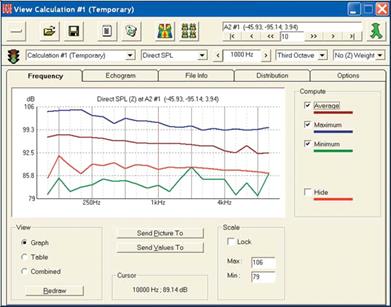 View Calculation #1 (Temporary)
A2 #1 (-45.93, -95.14; 3.94)
|< < << 10 >> > >|
Calculation #1 (Temporary) Direct SPL < 1000 Hz > Third Octave No (Z) Weight
Frequency Echogram File Info Distribution Options
dB Direct SPL (Z) at A2 #1 (-45.93, -95.14; 3.94)
106
99.3
92.5
85.8
79
250Hz 1kHz 4kHz
Compute
Average
Maximum
Minimum
Hide
View
Graph
Table
Combined
Redraw
Send Picture To
Send Values To
Cursor
10000 Hz ; 89.14 dB
Scale
Lock
Max : 106
Min : 79